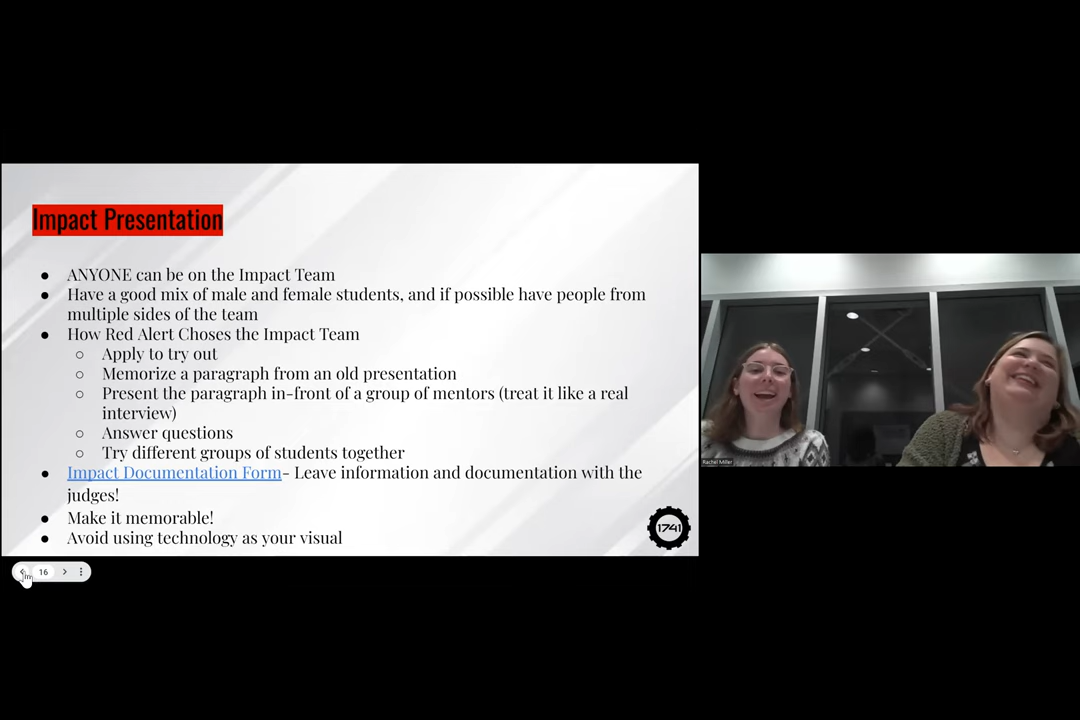 Impact Presentation
● ANYONE can be on the Impact Team
● Have a good mix of male and female students, and if possible have people from
multiple sides of the team
● How Red Alert Choses the Impact Team
○ Apply to try out
○ Memorize a paragraph from an old presentation
○ Present the paragraph in-front of a group of mentors (treat it like a real
interview)
○ Answer questions
○ Try different groups of students together
● Impact Documentation Form- Leave information and documentation with the
judges!
● Make it memorable!
● Avoid using technology as your visual
1741
16
Rachel Miller